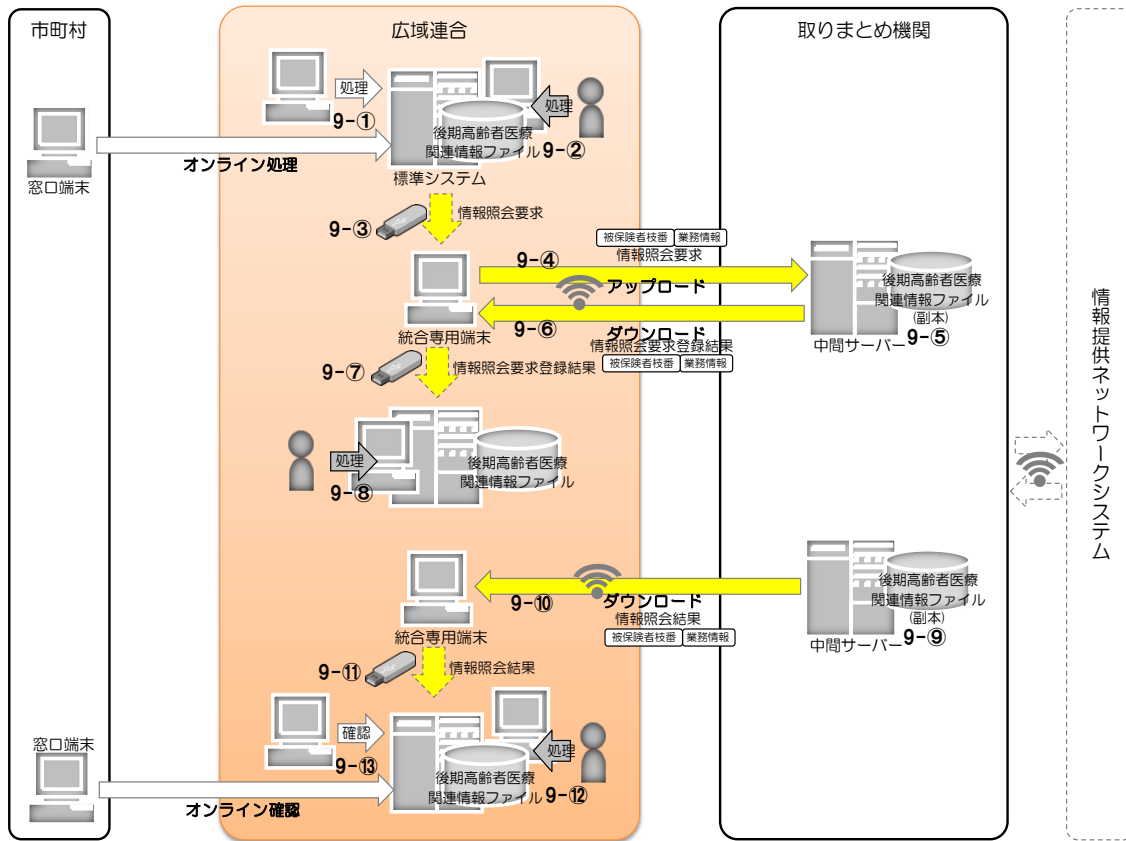 市町村
広域連合
取りまとめ機関
処理
9-①
処理
後期高齢者医療
関連情報ファイル
9-②
オンライン処理
窓口端末
標準システム
9-③
情報照会要求
被保険者枝番
業務情報
情報照会要求
9-④
アップロード
後期高齢者医療
関連情報ファイル
(副本)
9-⑤
中間サーバー
9-⑥
ダウンロード
情報照会要求登録結果
被保険者枝番
業務情報
統合専用端末
9-⑦
情報照会要求登録結果
処理
9-⑧
後期高齢者医療
関連情報ファイル
情報提供ネットワークシステム
9-⑩
ダウンロード
情報照会結果
被保険者枝番
業務情報
後期高齢者医療
関連情報ファイル
(副本)
9-⑨
中間サーバー
統合専用端末
9-⑪
情報照会結果
確認
9-⑬
処理
後期高齢者医療
関連情報ファイル
9-⑫
窓口端末
オンライン確認